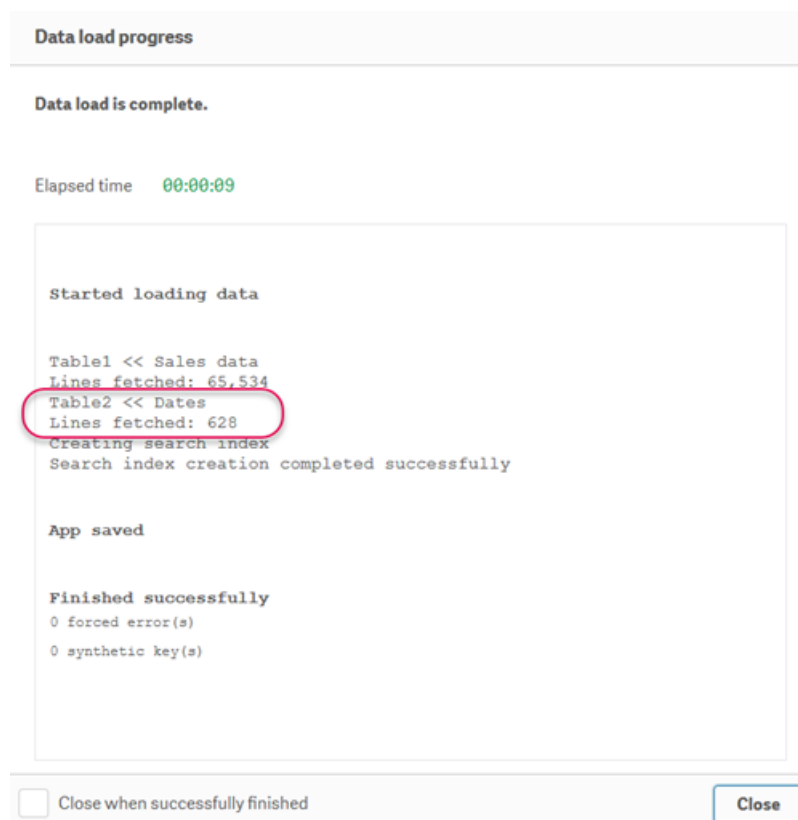 Data load progress
Data load is complete.
Elapsed time 00:00:09
Started loading data
Table1 << Sales data
Lines fetched: 65,534
Table2 << Dates
Lines fetched: 628
Creating search index
Search index creation completed successfully
App saved
Finished successfully
0 forced error(s)
0 synthetic key(s)
Close when successfully finished
Close